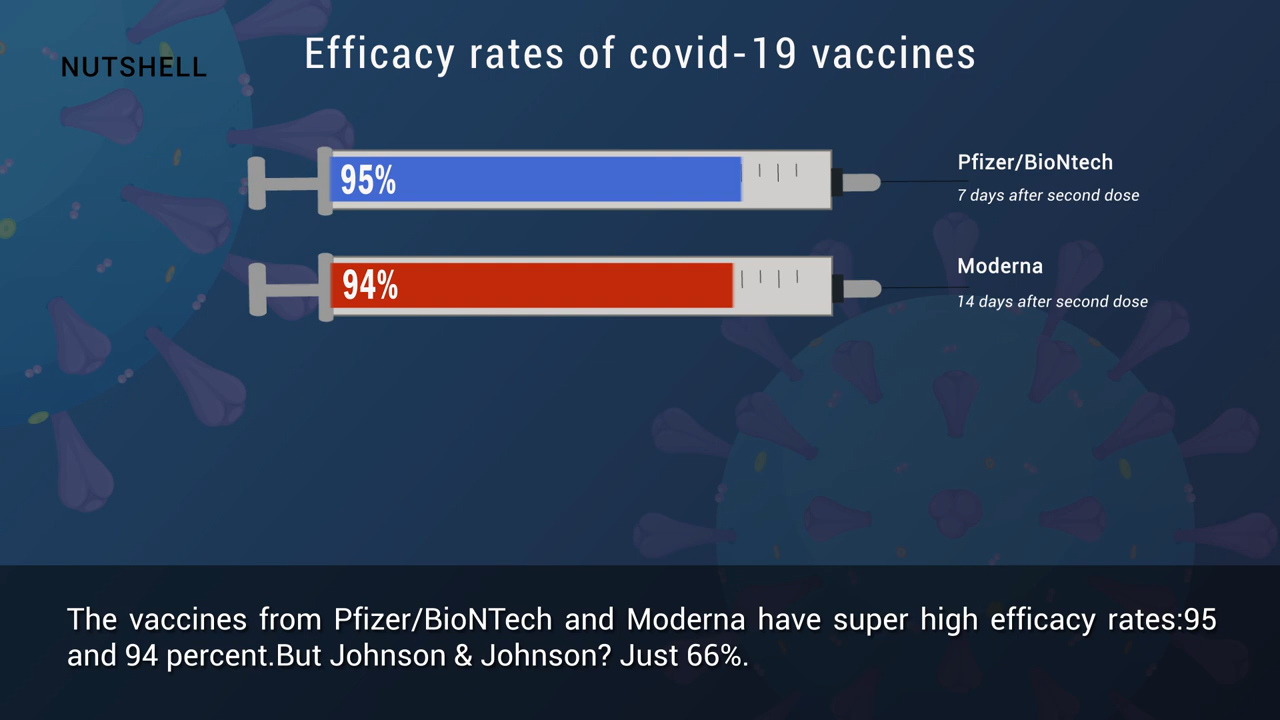 NUTSHELL
Efficacy rates of covid-19 vaccines
95%
Pfizer/BioNtech
7 days after second dose
94%
Moderna
14 days after second dose
The vaccines from Pfizer/BioNTech and Moderna have super high efficacy rates:95
and 94 percent.But Johnson & Johnson? Just 66%.